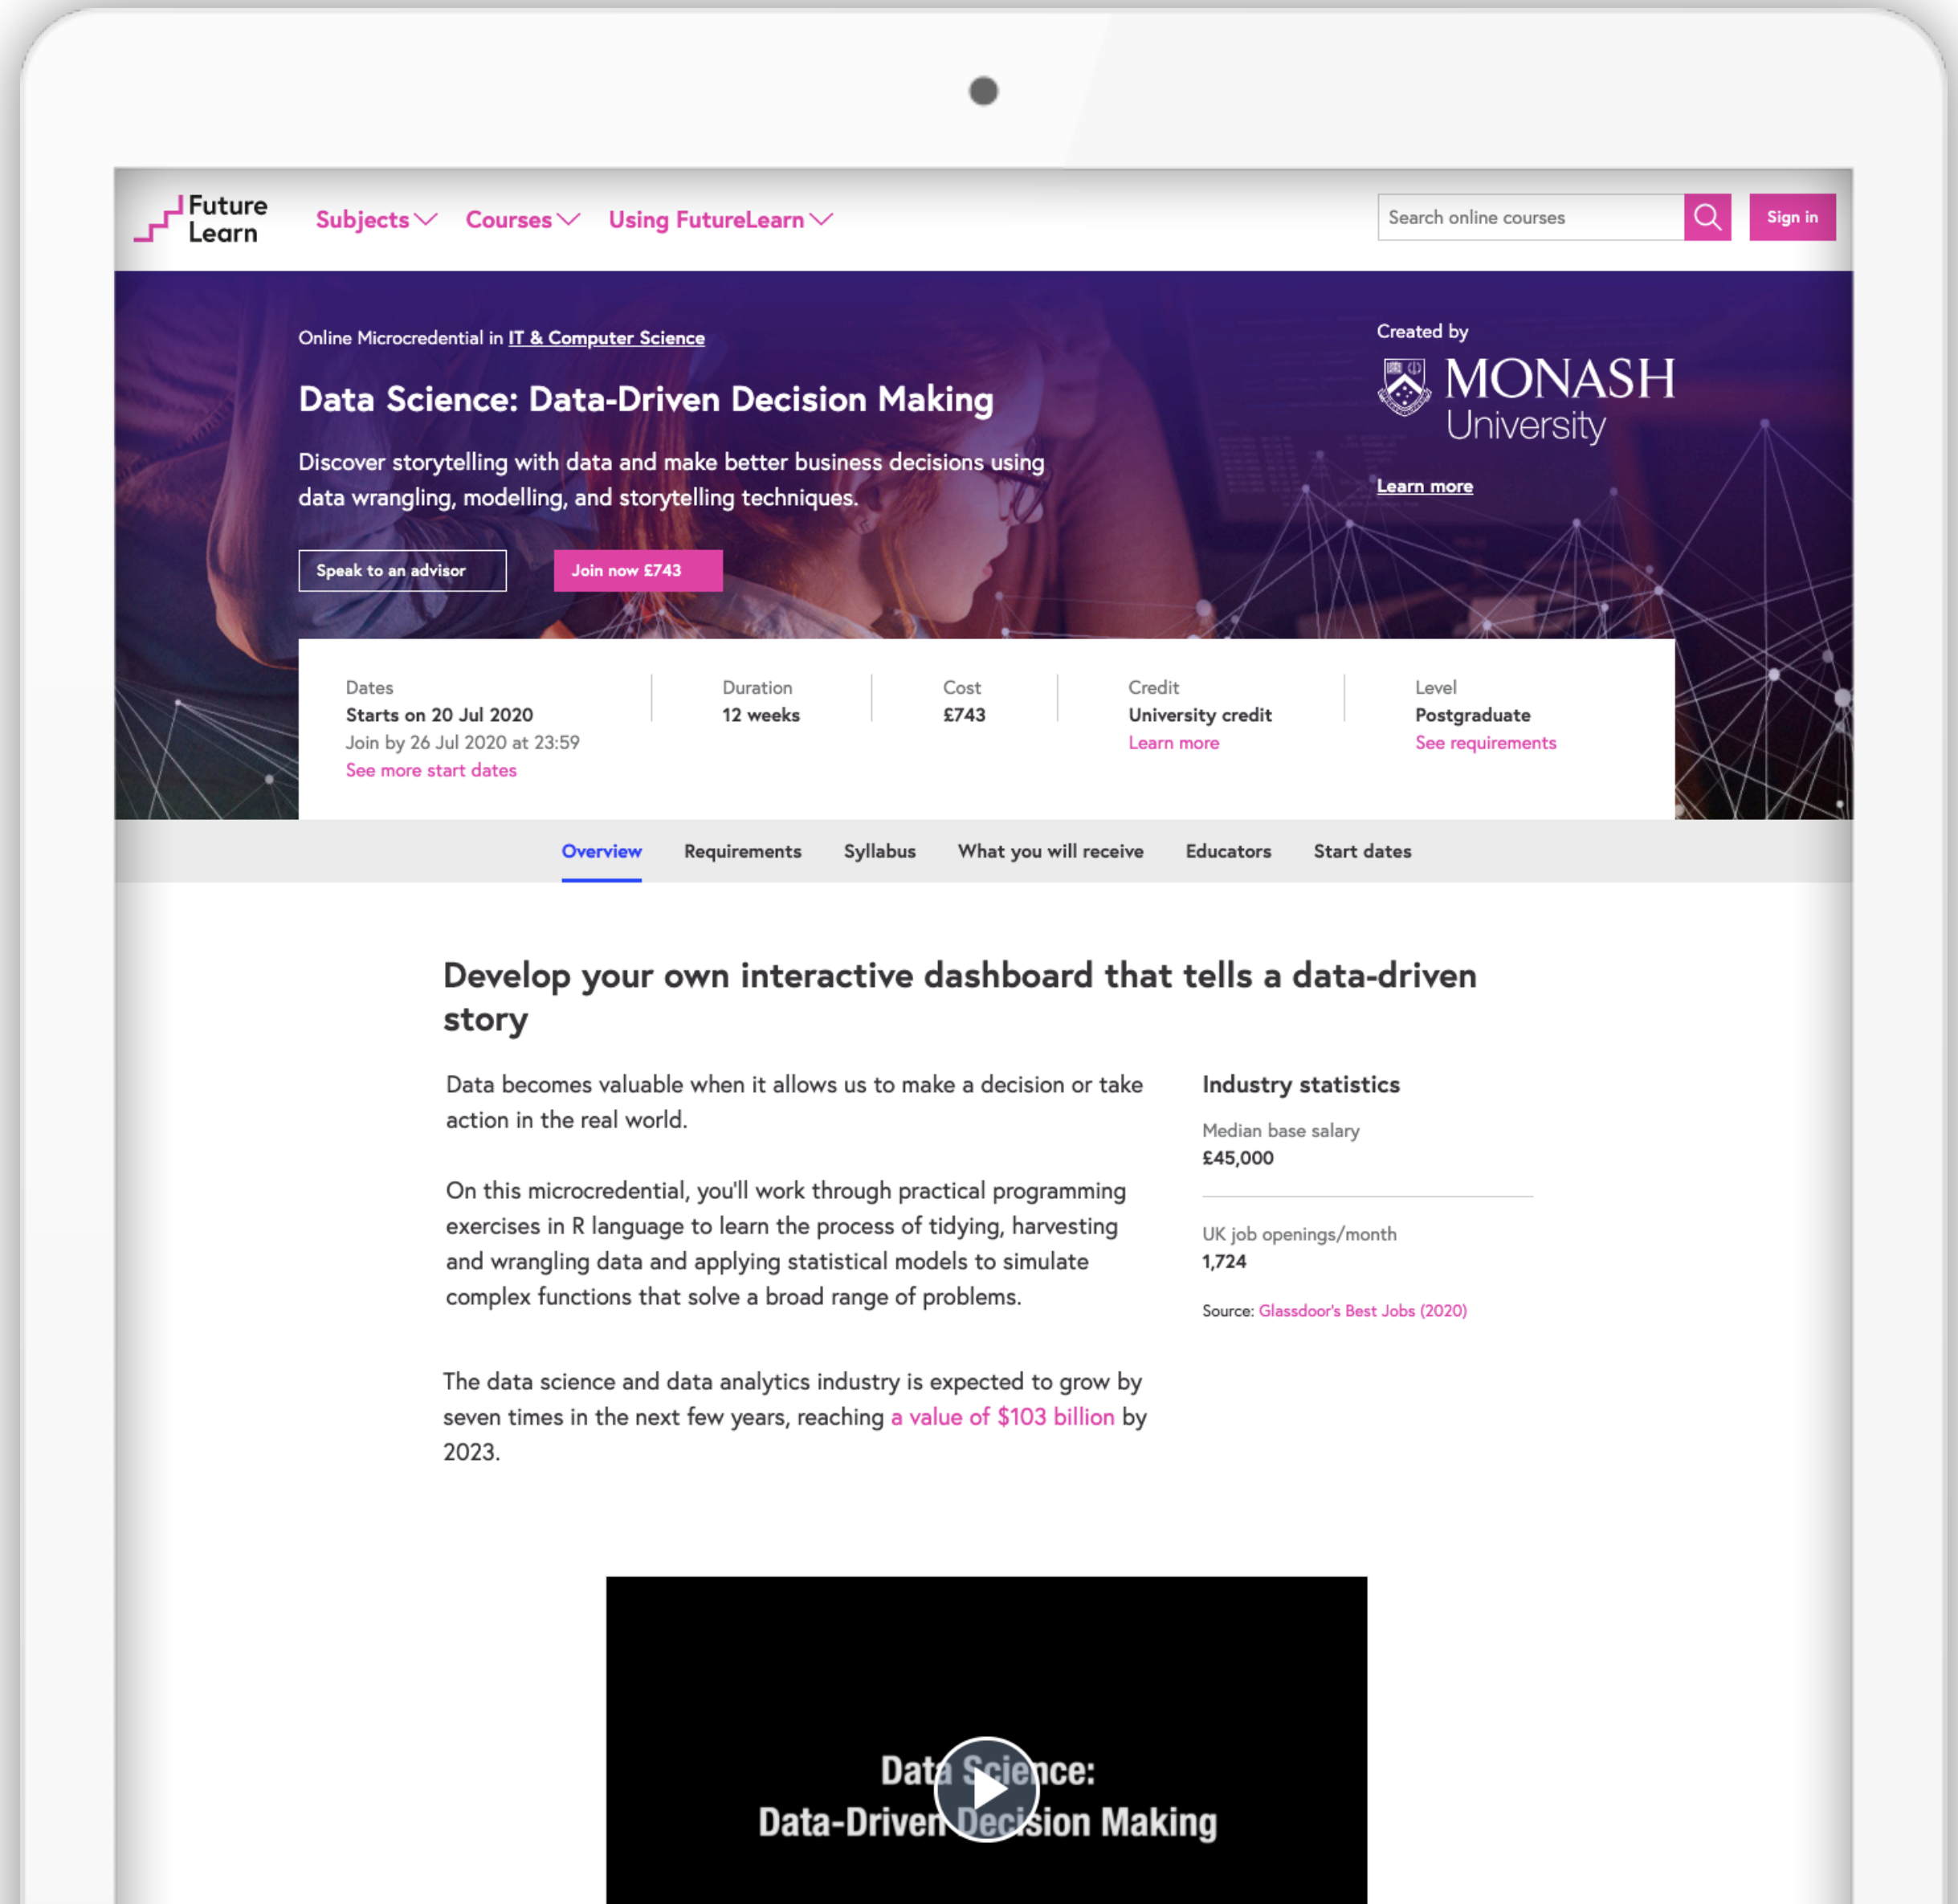 Future
Learn
Subjects
Courses
Using FutureLearn
Search online courses
Sign in
Online Microcredential in IT & Computer Science
Data Science: Data-Driven Decision Making
Discover storytelling with data and make better business decisions using
data wrangling, modelling, and storytelling techniques.
Speak to an advisor
Join now £743
Created by
MONASH
University
Learn more
Dates
Starts on 20 Jul 2020
Join by 26 Jul 2020 at 23:59
See more start dates
Duration
12 weeks
Cost
£743
Credit
University credit
Learn more
Level
Postgraduate
See requirements
Overview
Requirements
Syllabus
What you will receive
Educators
Start dates
Develop your own interactive dashboard that tells a data-driven
story
Data becomes valuable when it allows us to make a decision or take
action in the real world.
On this microcredential, you'll work through practical programming
exercises in R language to learn the process of tidying, harvesting
and wrangling data and applying statistical models to simulate
complex functions that solve a broad range of problems.
The data science and data analytics industry is expected to grow by
seven times in the next few years, reaching a value of $103 billion by
2023.
Industry statistics
Median base salary
£45,000
UK job openings/month
1,724
Source: Glassdoor's Best Jobs (2020)
Data Science:
Data-Driven Decision Making